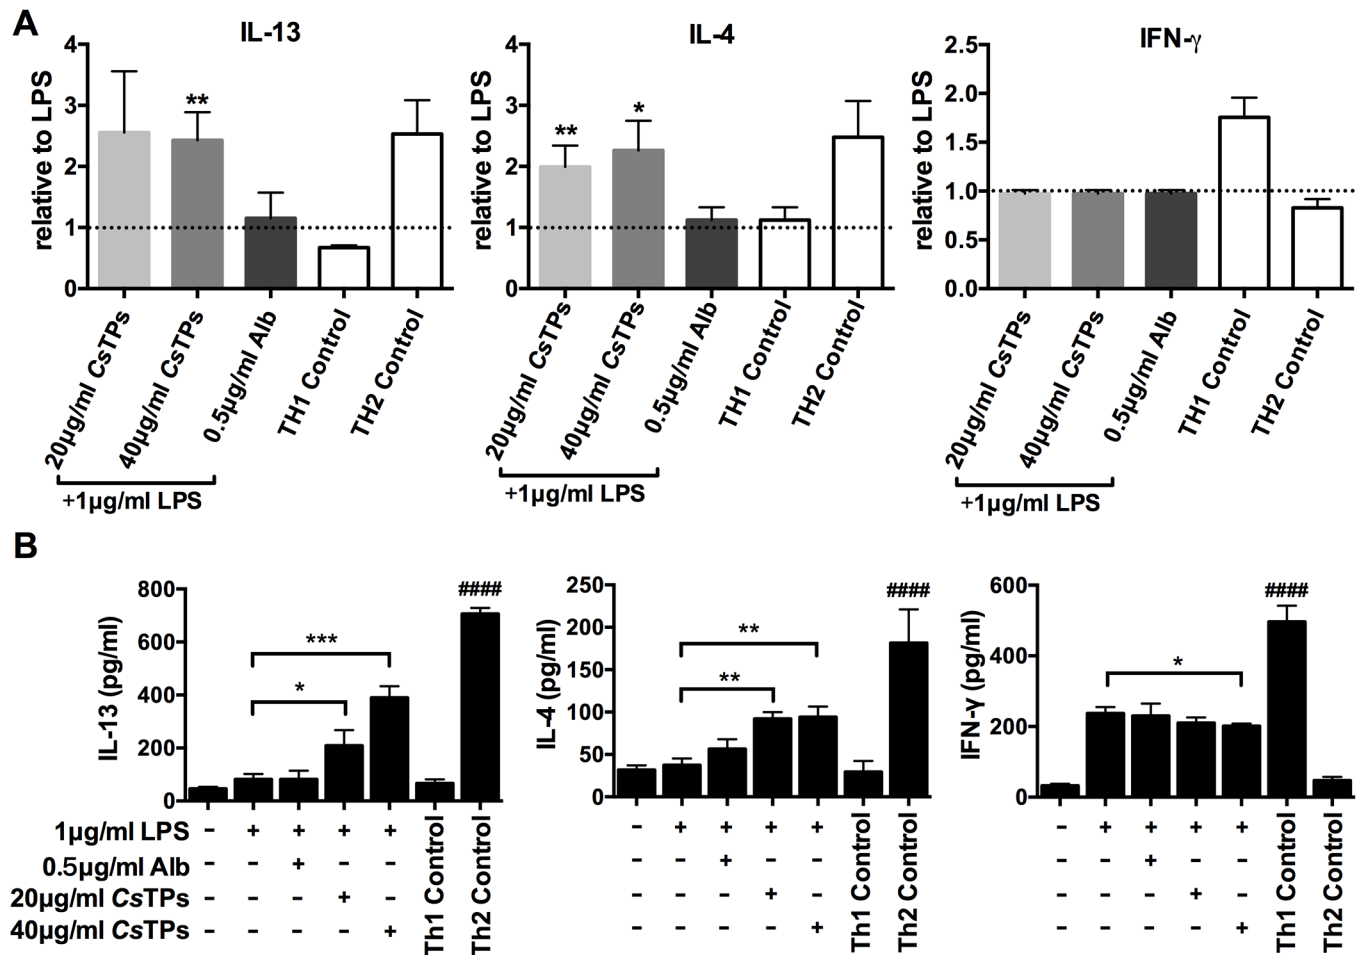 A
IL-13
relative to LPS
4
3
2
1
0
**
20µg/ml CsTPs
40µg/ml CsTPs
0.5µg/ml Alb
TH1 Control
TH2 Control
+1µg/ml LPS
IL-4
relative to LPS
4
3
2
1
0
**
*
20µg/ml CsTPs
40µg/ml CsTPs
0.5µg/ml Alb
TH1 Control
TH2 Control
+1µg/ml LPS
IFN-γ
relative to LPS
2.5
2.0
1.5
1.0
0.5
0.0
20µg/ml CsTPs
40µg/ml CsTPs
0.5µg/ml Alb
TH1 Control
TH2 Control
+1µg/ml LPS
B
IL-13 (pg/ml)
800
600
400
200
0
***
*
####
1µg/ml LPS - + + + +
0.5µg/ml Alb - - + - -
20µg/ml CsTPs - - - + -
40µg/ml CsTPs - - - - +
Th1 Control
Th2 Control
IL-4 (pg/ml)
250
200
150
100
50
0
**
**
####
- + + + +
- - + - -
- - - + -
- - - - +
Th1 Control
Th2 Control
IFN-γ (pg/ml)
600
400
200
0
*
####
- + + + +
- - + - -
- - - + -
- - - - +
Th1 Control
Th2 Control